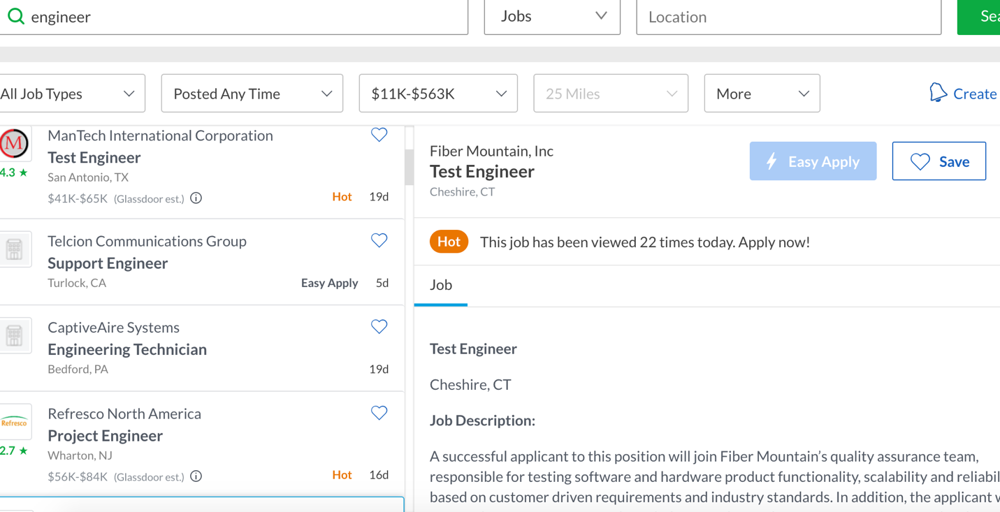 engineer
Jobs
Location
Sea
All Job Types
Posted Any Time
$11K-$563K
25 Miles
More
Create
M
4.3 ★
ManTech International Corporation
Test Engineer
San Antonio, TX
$41K-$65K (Glassdoor est.)
Hot 19d
Telcion Communications Group
Support Engineer
Turlock, CA
Easy Apply 5d
CaptiveAire Systems
Engineering Technician
Bedford, PA
19d
Refresco
2.7 ★
Refresco North America
Project Engineer
Wharton, NJ
$56K-$84K (Glassdoor est.)
Hot 16d
Fiber Mountain, Inc
Test Engineer
Cheshire, CT
Easy Apply
Save
Hot This job has been viewed 22 times today. Apply now!
Job
Test Engineer
Cheshire, CT
Job Description:
A successful applicant to this position will join Fiber Mountain’s quality assurance team,
responsible for testing software and hardware product functionality, scalability and reliabil
based on customer driven requirements and industry standards. In addition, the applicant w